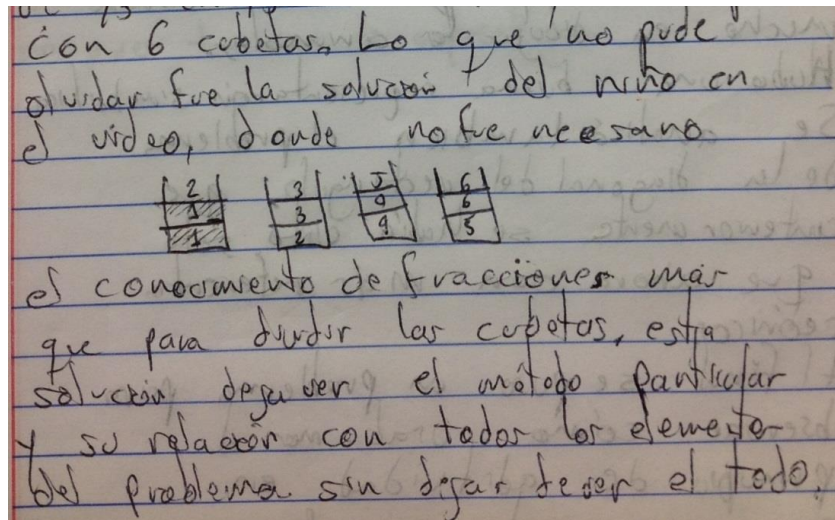 con 6 cubetas. Lo que no pude
olvidar fue la solución del niño en
el video, donde no fue necesario
2 3 5 6
1 3 4 6
1 2 4 5
el conocimiento de fracciones más
que para dividir las cubetas, esta
solución deja ver el método particular
y su relación con todos los elementos
del problema sin dejar de ver el todo.